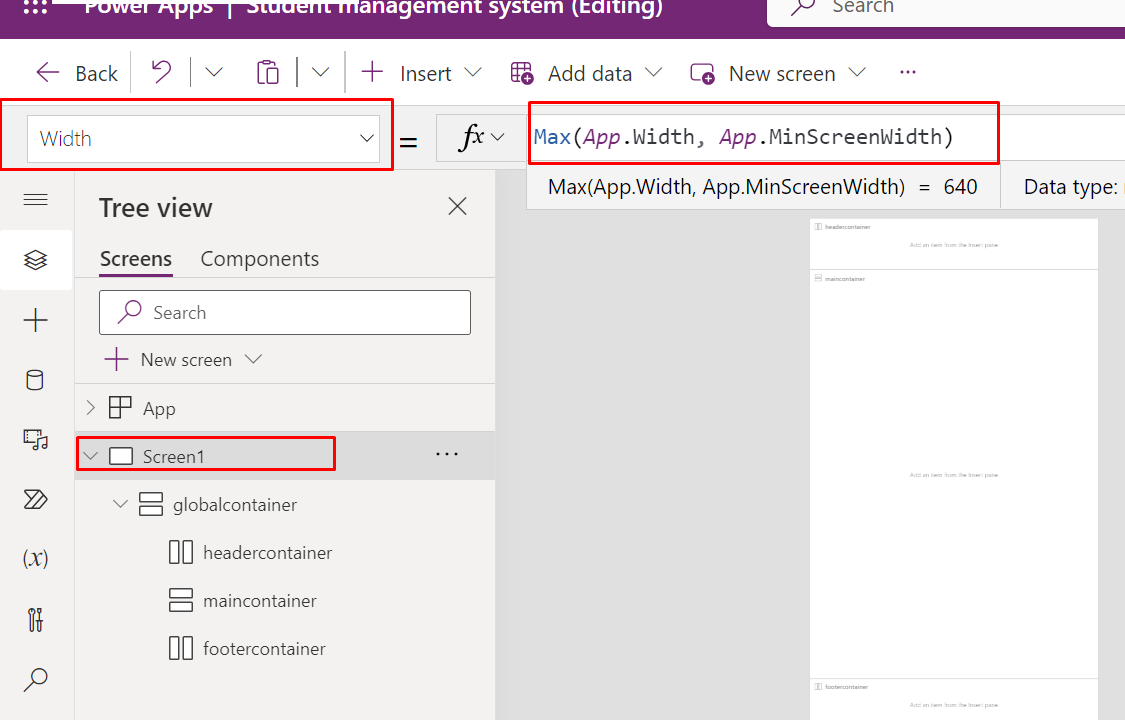 Power Apps | Student management system (Editing)
Search
Back
Insert
Add data
New screen
...
Width
=
fx
Max(App.Width, App.MinScreenWidth)
Max(App.Width, App.MinScreenWidth) = 640
Data type:
Tree view
Screens
Components
Search
New screen
App
Screen1
...
globalcontainer
headercontainer
maincontainer
footercontainer
(x)
headercontainer
Add an item from the Insert pane
maincontainer
Add an item from the Insert pane
footercontainer
Add an item from the Insert pane